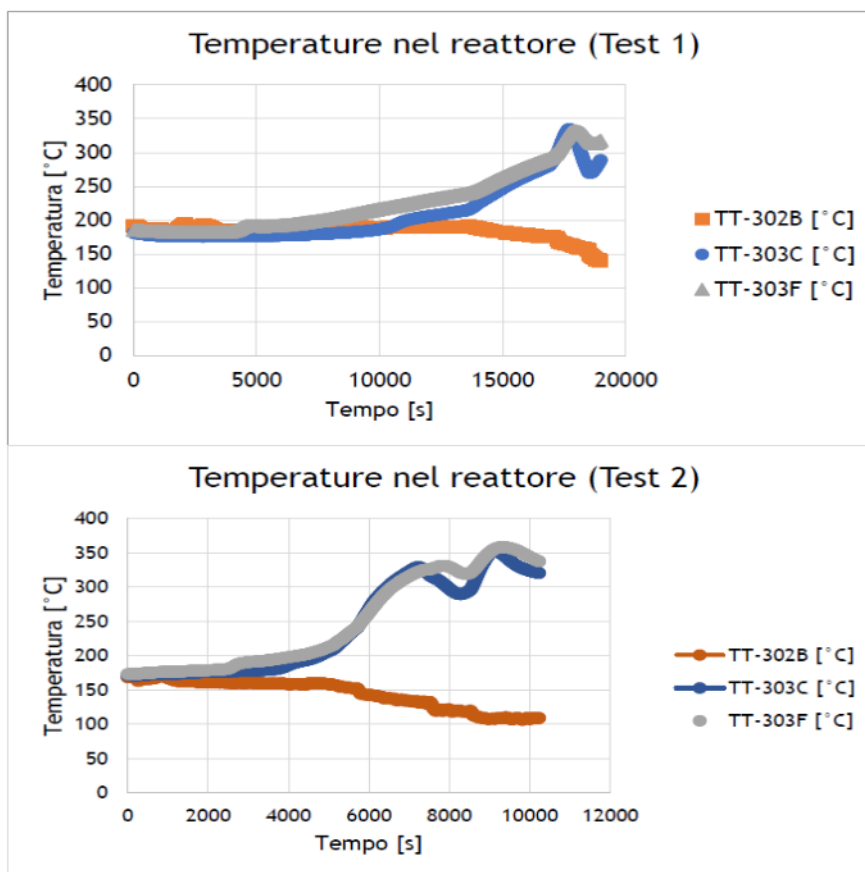 Temperature nel reattore (Test 1)
Temperatura [°C]
400
350
300
250
200
150
100
50
0
0 5000 10000 15000 20000
Tempo [s]
TT-302B [°C]
TT-303C [°C]
TT-303F [°C]
Temperature nel reattore (Test 2)
Temperatura [°C]
400
350
300
250
200
150
100
50
0
0 2000 4000 6000 8000 10000 12000
Tempo [s]
TT-302B [°C]
TT-303C [°C]
TT-303F [°C]